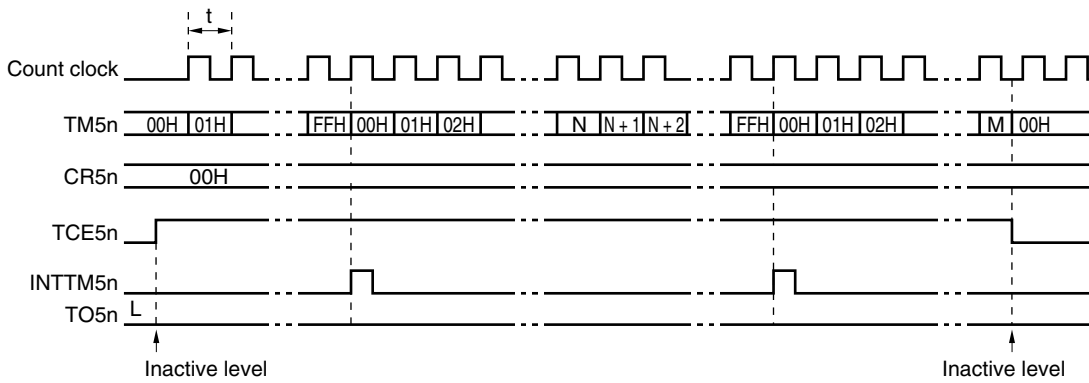 t
Count clock
TM5n 00H 01H FFH 00H 01H 02H N N + 1 N + 2 FFH 00H 01H 02H M 00H
CR5n 00H
TCE5n
INTTM5n
TO5n L
Inactive level Inactive level